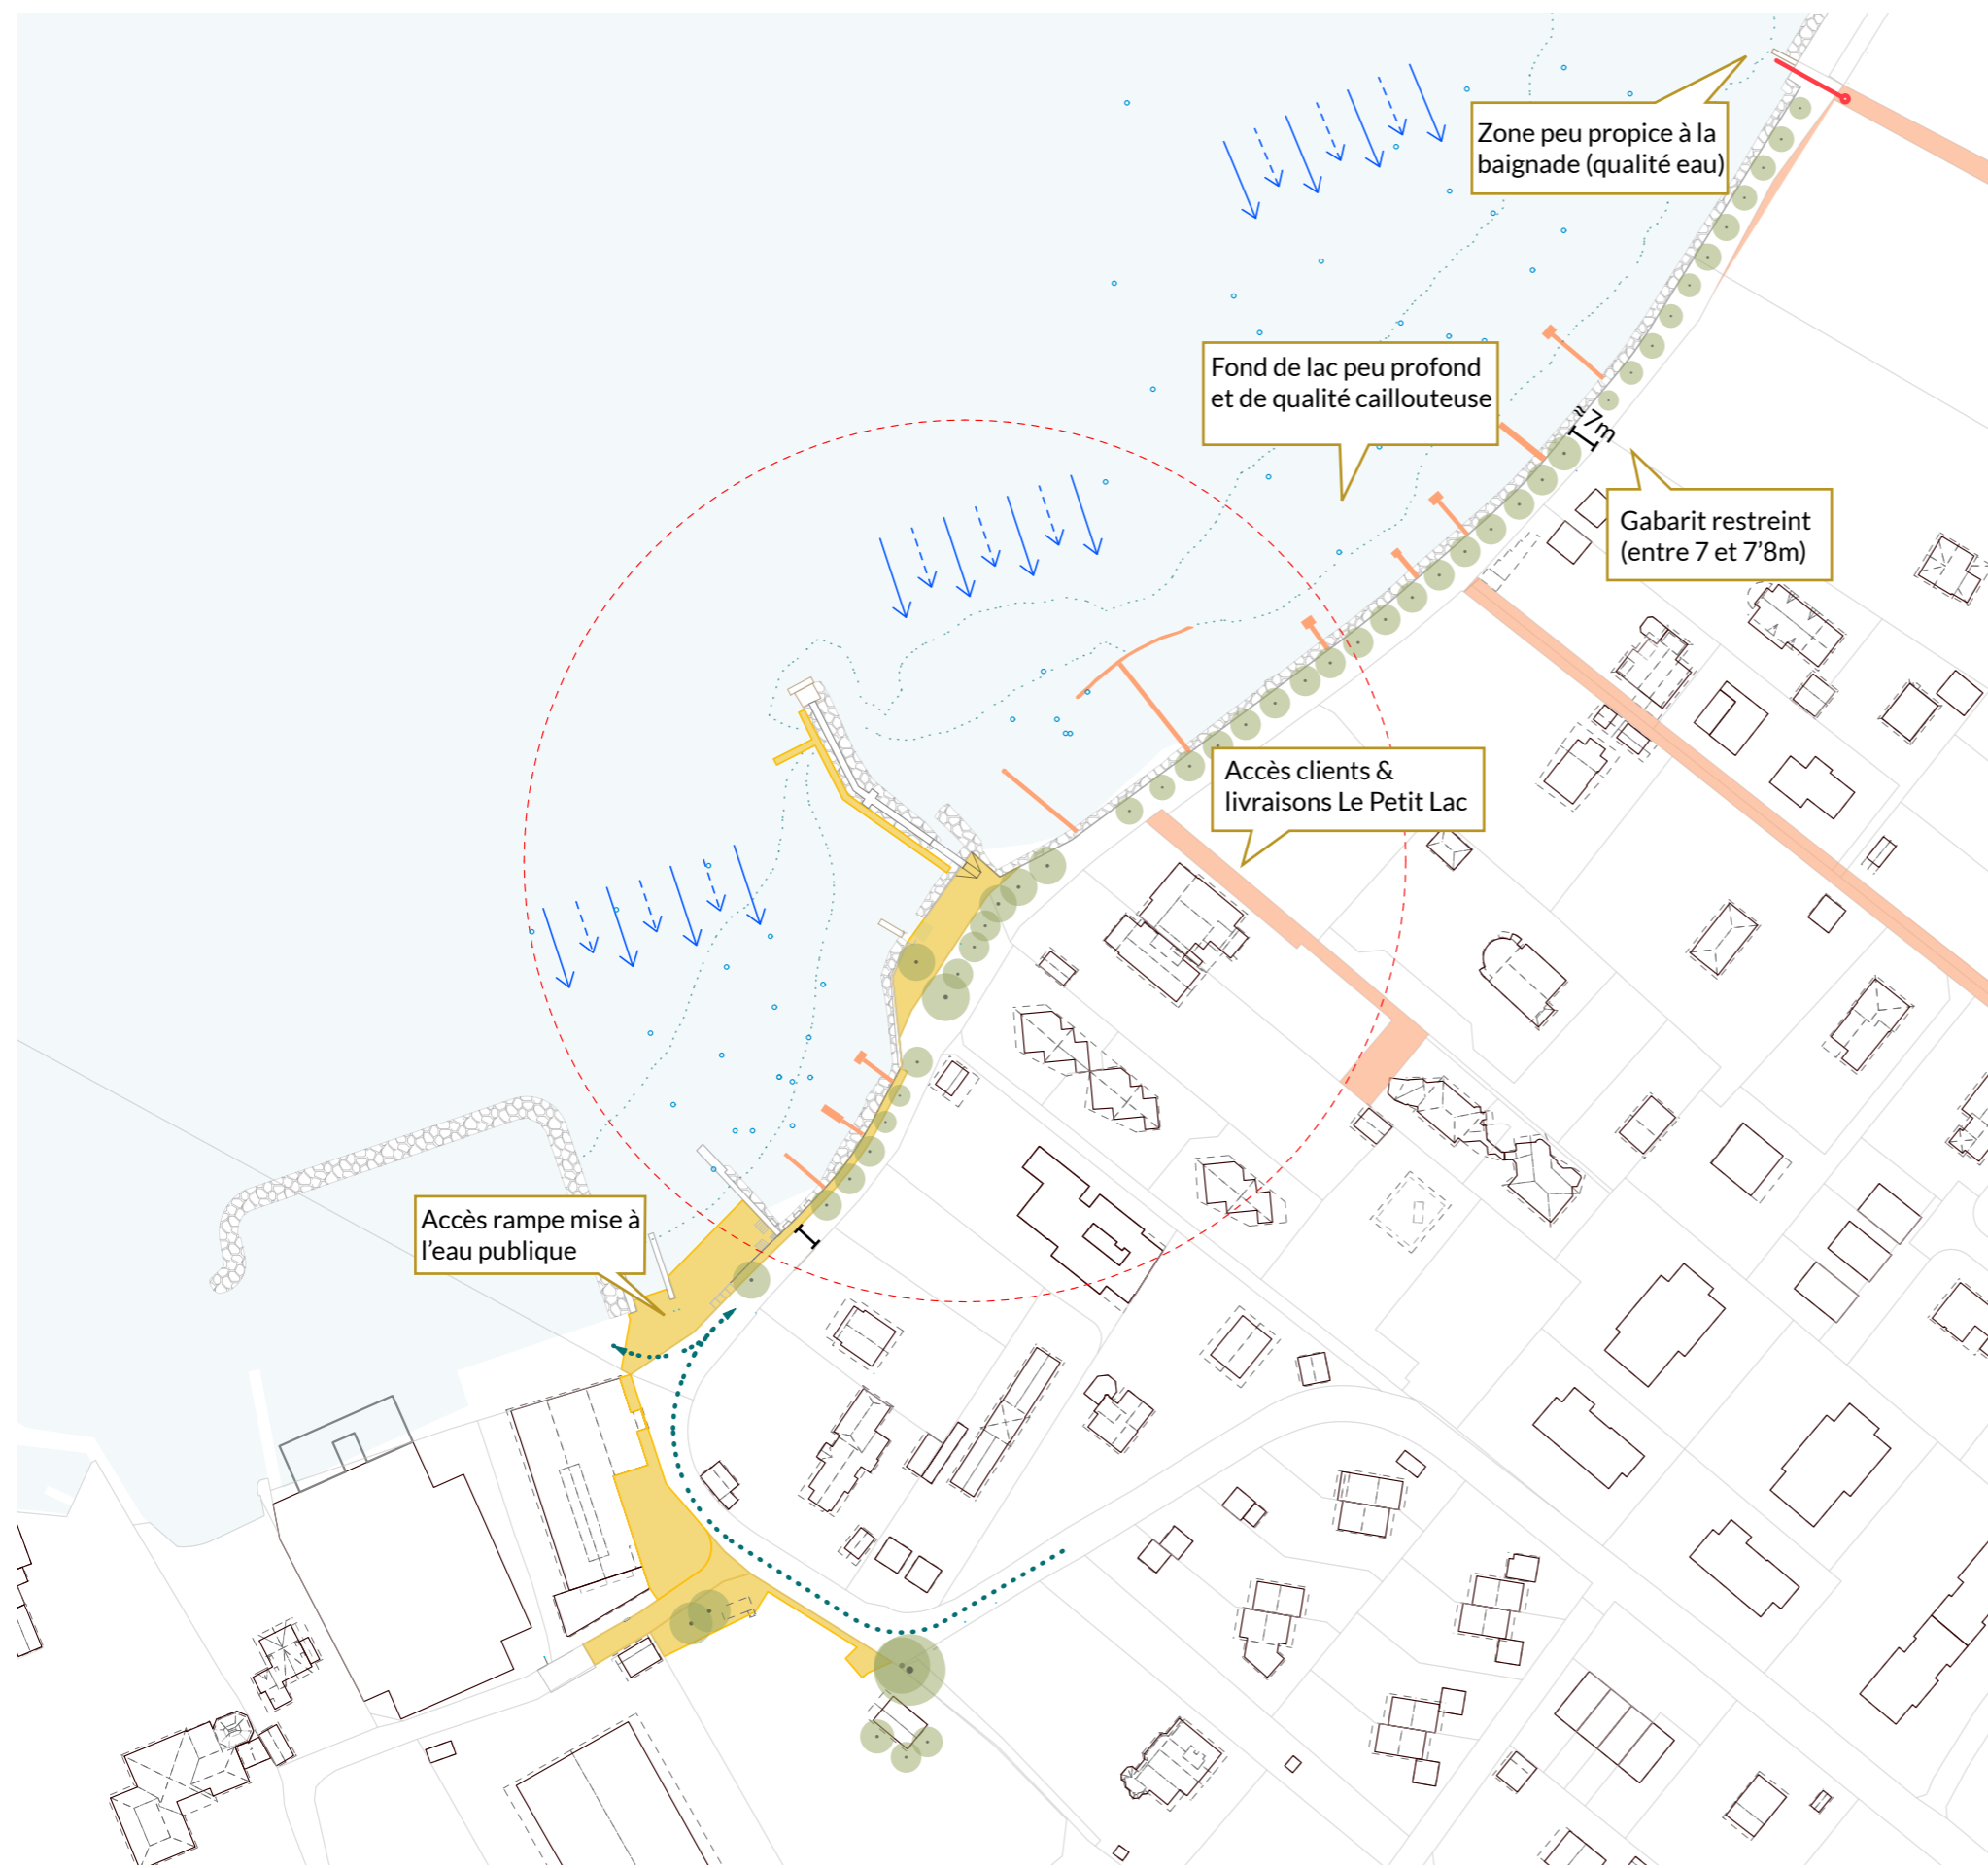 Zone peu propice à la
baignade (qualité eau)
Fond de lac peu profond
et de qualité caillouteuse
≈7m
Gabarit restreint
(entre 7 et 7’8m)
Accès clients &
livraisons Le Petit Lac
Accès rampe mise à
l’eau publique